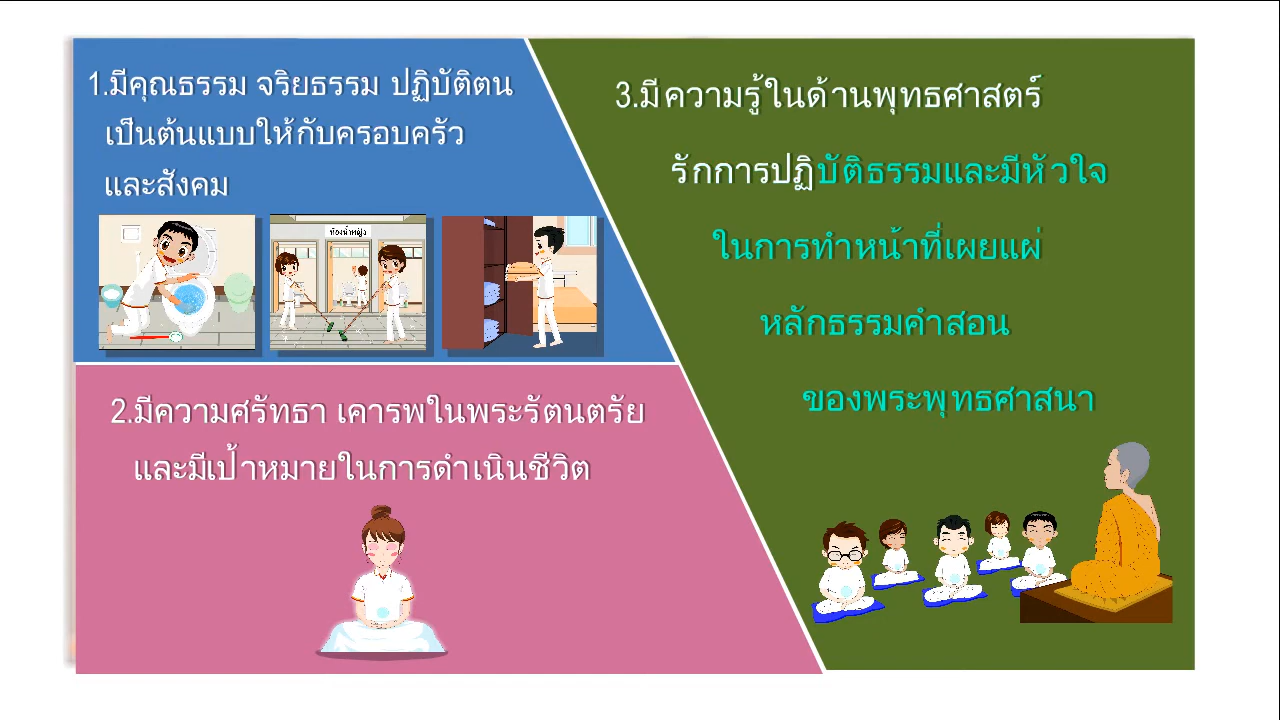 1.มีคุณธรรม จริยธรรม ปฏิบัติตน
เป็นต้นแบบให้กับครอบครัว
และสังคม
ห้องน้ำหญิง
2.มีความศรัทธา เคารพในพระรัตนตรัย
และมีเป้าหมายในการดำเนินชีวิต
3.มีความรู้ในด้านพุทธศาสตร์
รักการปฏิบัติธรรมและมีหัวใจ
ในการทำหน้าที่เผยแผ่
หลักธรรมคำสอน
ของพระพุทธศาสนา